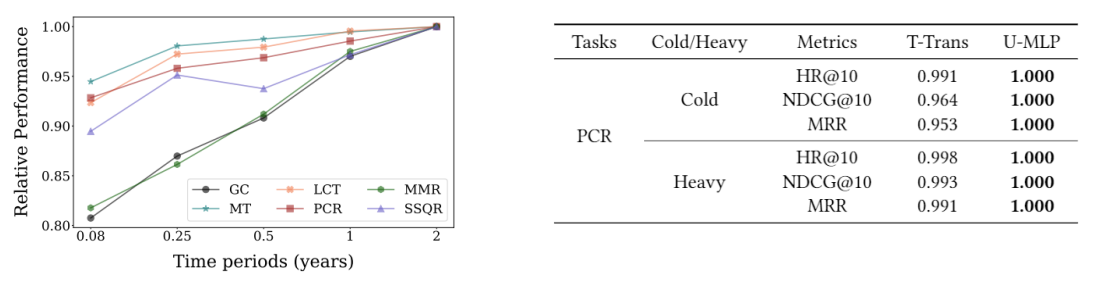 1.00
0.95
0.90
0.85
0.80
Relative Performance
GC LCT MMR
MT PCR SSQR
0.08 0.25 0.5 1 2
Time periods (years)
Tasks Cold/Heavy Metrics T-Trans U-MLP
HR@10 0.991 1.000
Cold NDCG@10 0.964 1.000
MRR 0.953 1.000
PCR
HR@10 0.998 1.000
Heavy NDCG@10 0.993 1.000
MRR 0.991 1.000